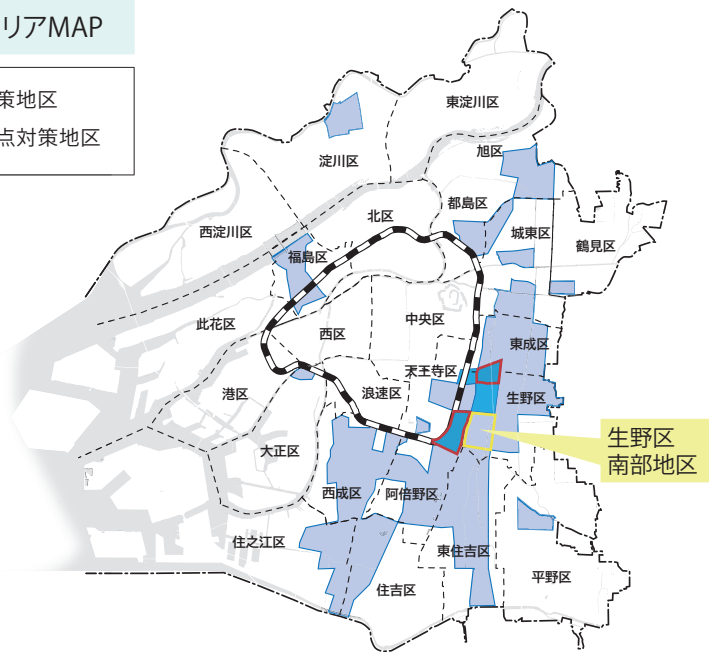 リアMAP
策地区
点対策地区
東淀川区
旭区
淀川区
都島区
北区
城東区
西淀川区
鶴見区
福島区
此花区
中央区
西区
東成区
天王寺区
港区
浪速区
生野区
大正区
生野区
南部地区
西成区
阿倍野区
住之江区
東住吉区
平野区
住吉区